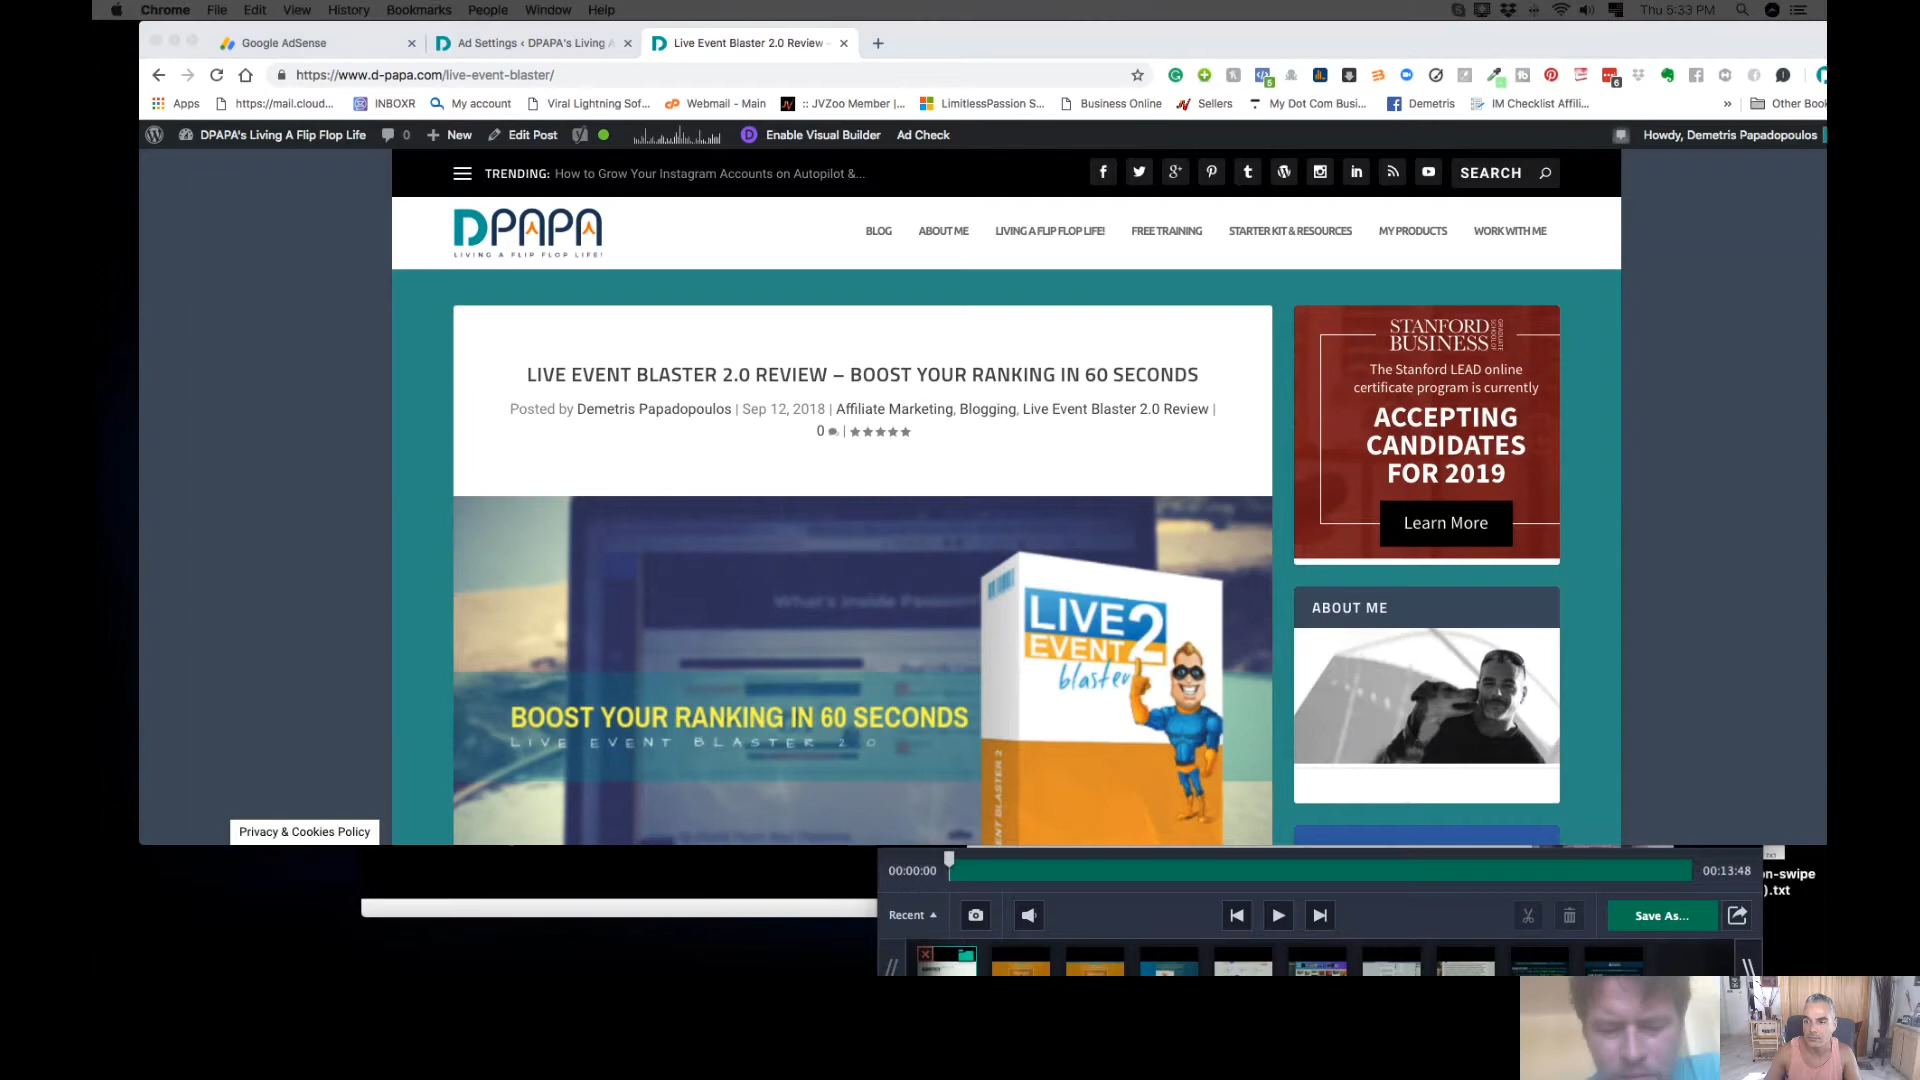 Chrome File Edit View History Bookmarks People Window Help
Thu 5:33 PM
Google AdSense
Ad Settings ‹ DPAPA's Living A
Live Event Blaster 2.0 Review -
https://www.d-papa.com/live-event-blaster/
Apps
https://mail.cloud...
INBOXR
My account
Viral Lightning Sof...
Webmail - Main
:: JVZoo Member |...
LimitlessPassion S...
Business Online
Sellers
My Dot Com Busi...
Demetris
IM Checklist Affili...
» Other Book
DPAPA's Living A Flip Flop Life
0
New
Edit Post
Enable Visual Builder
Ad Check
Howdy, Demetris Papadopoulos
TRENDING: How to Grow Your Instagram Accounts on Autopilot &...
SEARCH
DPAPA
LIVING A FLIP FLOP LIFE!
BLOG
ABOUT ME
LIVING A FLIP FLOP LIFE!
FREE TRAINING
STARTER KIT & RESOURCES
MY PRODUCTS
WORK WITH ME
LIVE EVENT BLASTER 2.0 REVIEW – BOOST YOUR RANKING IN 60 SECONDS
Posted by Demetris Papadopoulos | Sep 12, 2018 | Affiliate Marketing, Blogging, Live Event Blaster 2.0 Review |
0 |
STANFORD
BUSINESS
GRADUATE
SCHOOL OF
The Stanford LEAD online
certificate program is currently
ACCEPTING
CANDIDATES
FOR 2019
Learn More
ABOUT ME
What's Inside
LIVE 2
EVENT
blaster
BOOST YOUR RANKING IN 60 SECONDS
LIVE EVENT BLASTER 2.0
ENT BLASTER 2
Privacy & Cookies Policy
00:00:00
00:13:48
on-swipe
).txt
Recent
Save As...